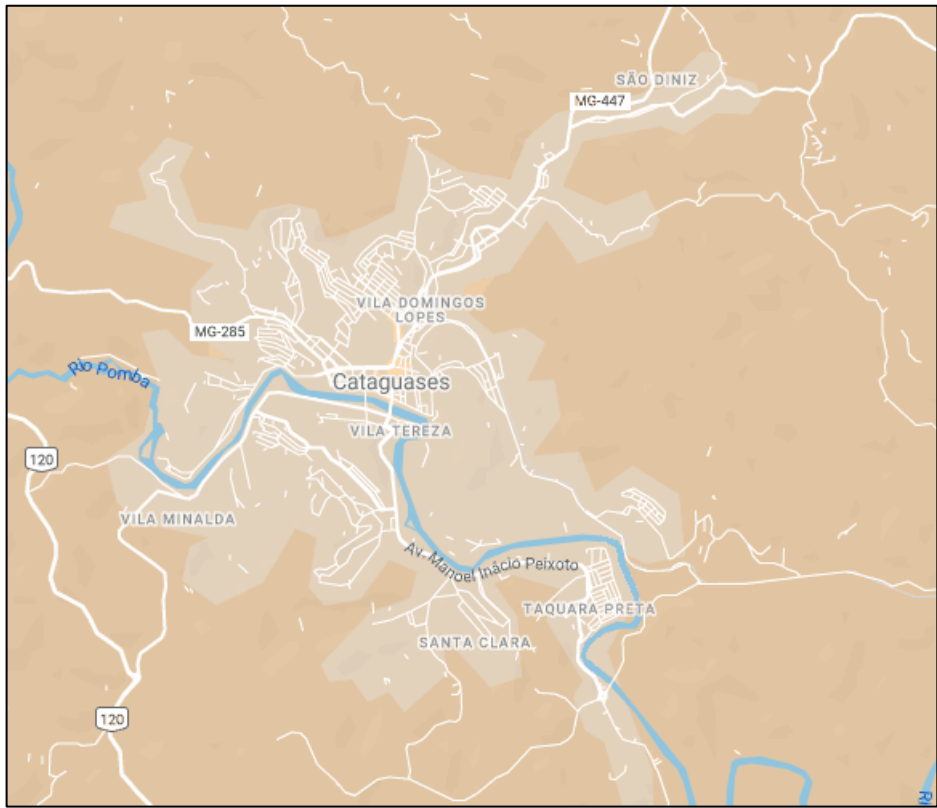 SÃO DINIZ
MG-447
VILA DOMINGOS
LOPES
MG-285
Rio Pomba
Cataguases
VILA TEREZA
120
VILA MINALDA
Av. Manoel Inácio Peixoto
TAQUARA PRETA
SANTA CLARA
120
Ri